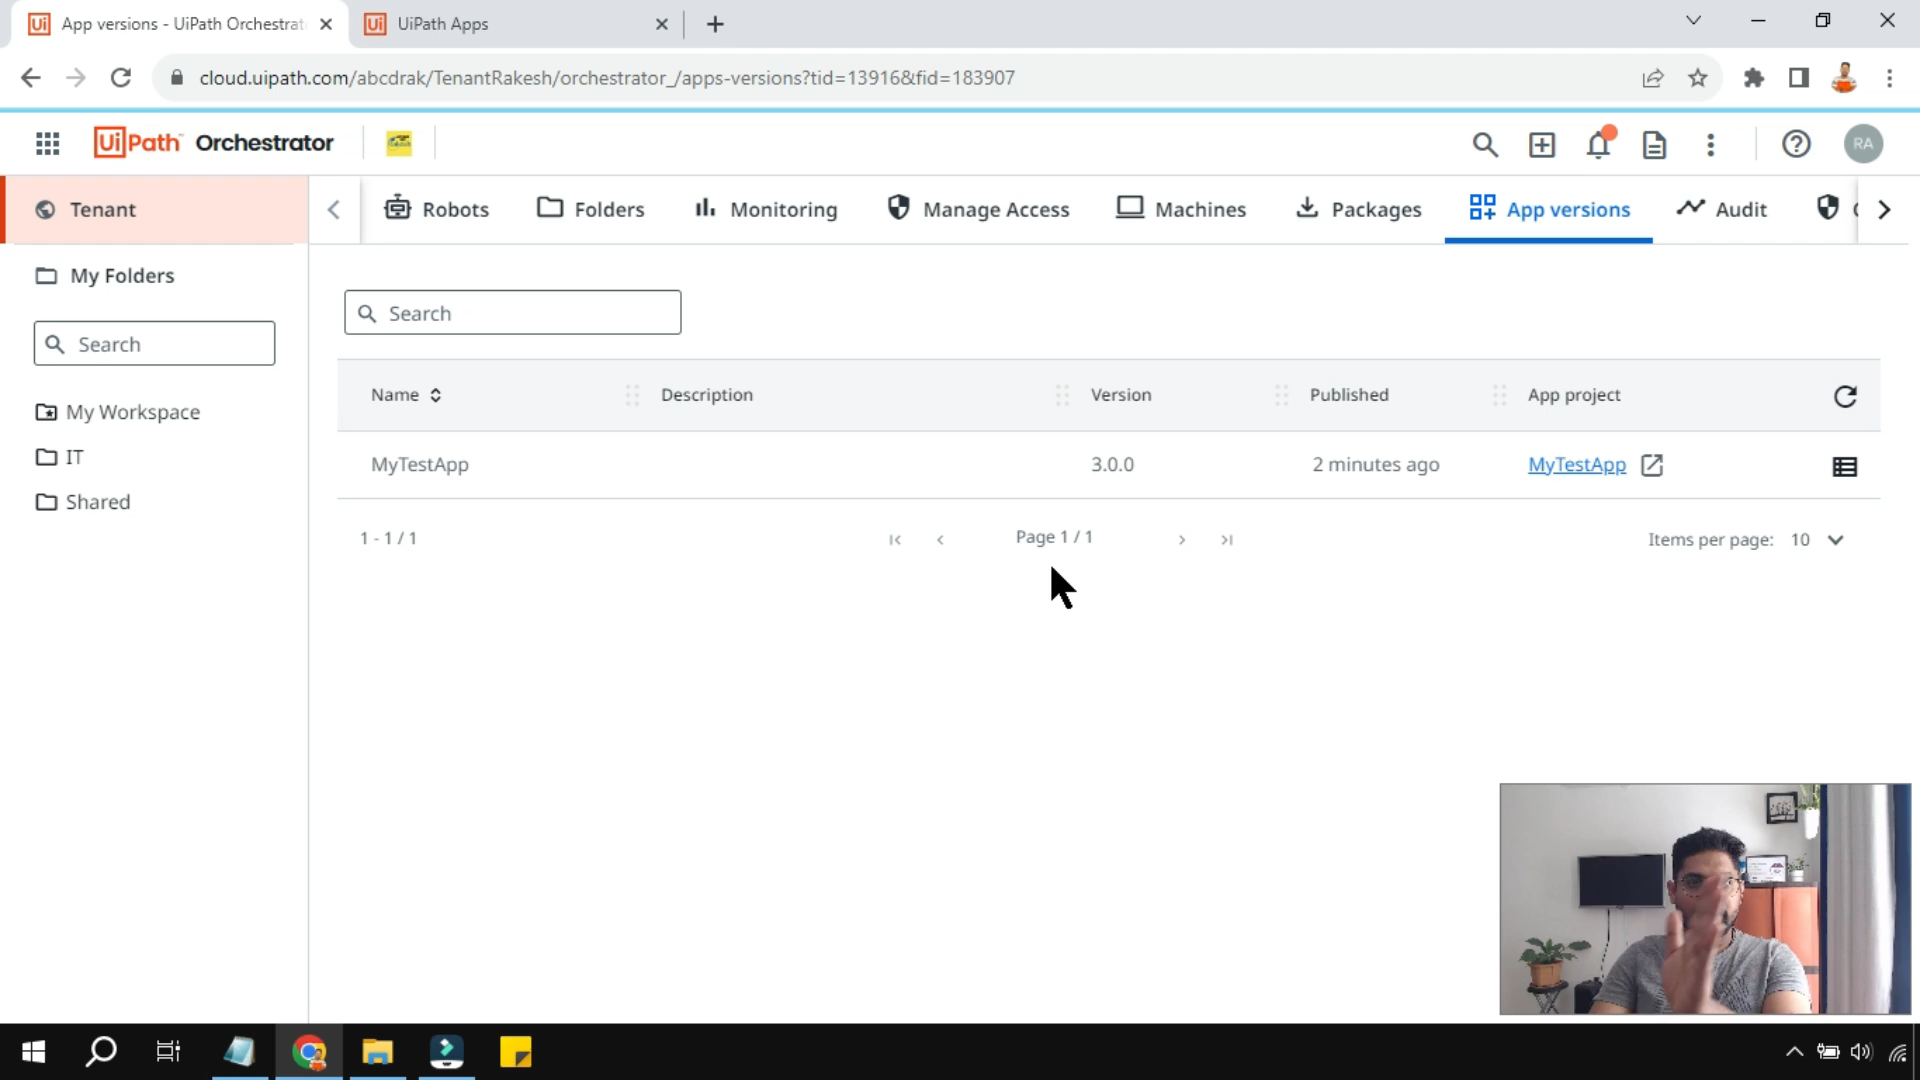 App versions - UiPath Orchestrat
UiPath Apps
cloud.uipath.com/abcdrak/TenantRakesh/orchestrator_/apps-versions?tid=13916&fid=183907
UiPath Orchestrator
RA
Tenant
Robots
Folders
Monitoring
Manage Access
Machines
Packages
App versions
Audit
My Folders
Search
My Workspace
IT
Shared
Search
Name
Description
Version
Published
App project
MyTestApp
3.0.0
2 minutes ago
MyTestApp
1 - 1 / 1
Page 1 / 1
Items per page: 10